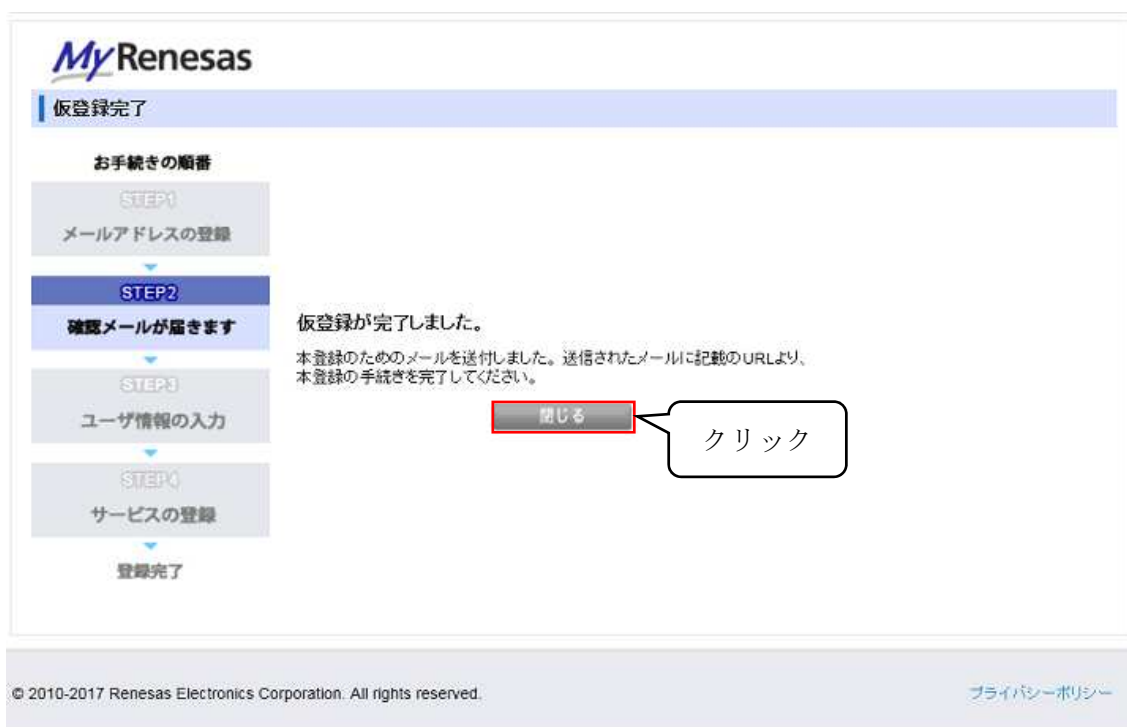 MyRenesas
仮登録完了
お手続きの順番
STEP1
メールアドレスの登録
STEP2
確認メールが届きます
STEP3
ユーザ情報の入力
STEP4
サービスの登録
登録完了
仮登録が完了しました。
本登録のためのメールを送付しました。送信されたメールに記載のURLより、
本登録の手続きを完了してください。
閉じる
クリック
© 2010-2017 Renesas Electronics Corporation. All rights reserved.
プライバシーポリシー